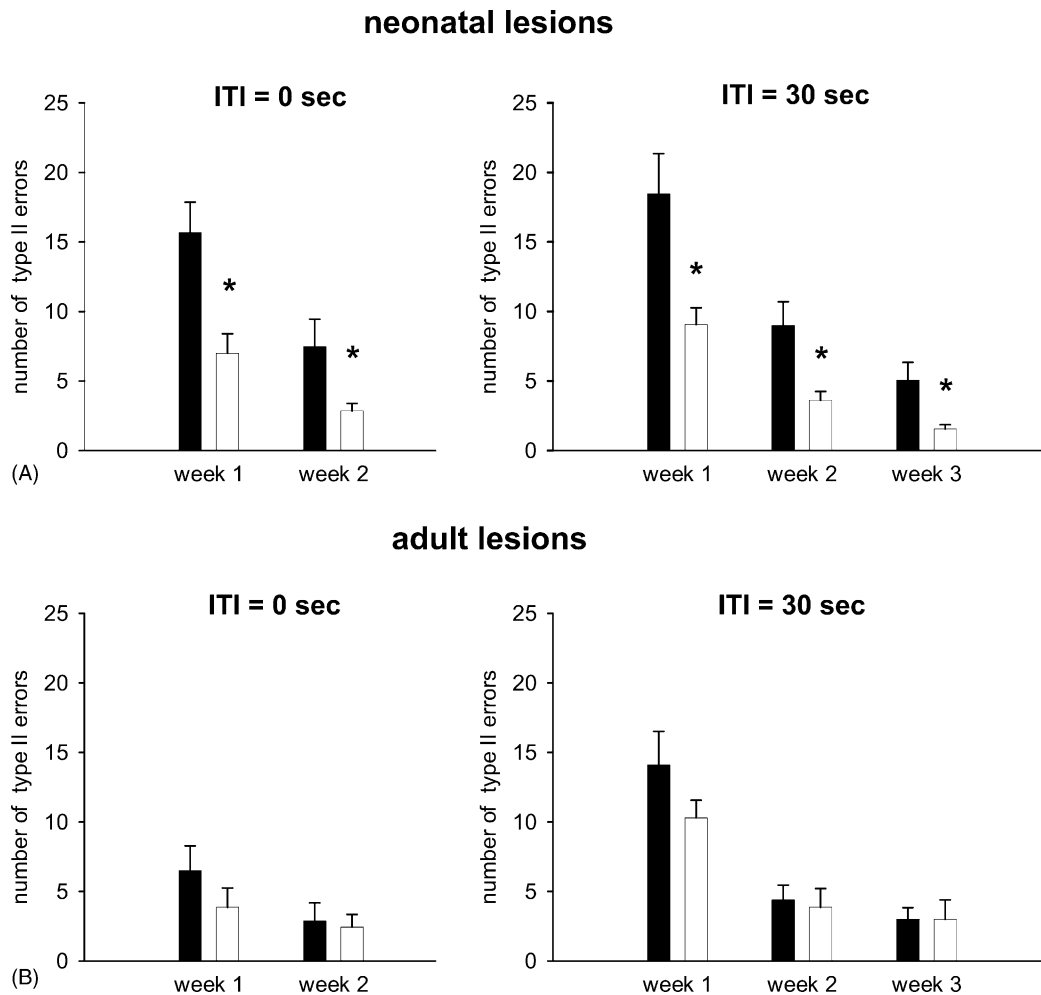 neonatal lesions
ITI = 0 sec
number of type II errors
25
20
15
10
5
0
week 1
week 2
*
*
ITI = 30 sec
number of type II errors
25
20
15
10
5
0
week 1
week 2
week 3
*
*
*
(A)
adult lesions
ITI = 0 sec
number of type II errors
25
20
15
10
5
0
week 1
week 2
ITI = 30 sec
number of type II errors
25
20
15
10
5
0
week 1
week 2
week 3
(B)